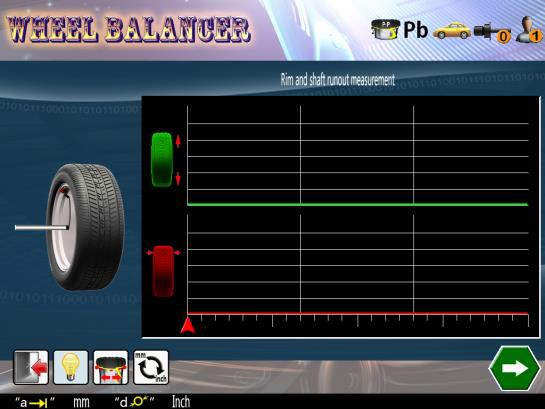 WHEEL BALANCER
Pb
0
1
Rim and shaft runout measurement
mm
inch
"a→" mm "d" Inch